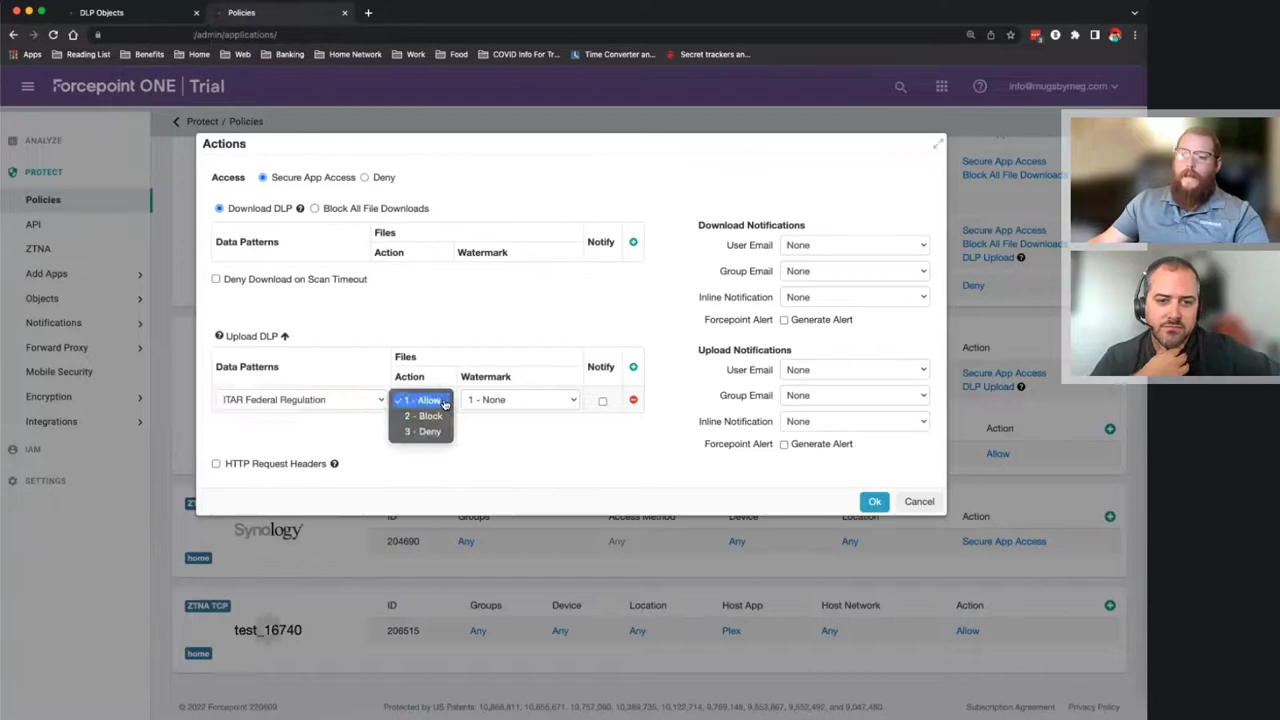 DLP Objects
Policies
:/admin/applications/
Apps
Reading List
Benefits
Home
Web
Banking
Home Network
Work
Food
COVID Info For Tr...
Time Converter an...
Secret trackers an...
Forcepoint ONE | Trial
info@mugsbymeg.com
ANALYZE
PROTECT
Policies
API
ZTNA
Add Apps
Objects
Notifications
Forward Proxy
Mobile Security
Encryption
Integrations
IAM
SETTINGS
Protect / Policies
Actions
Access Secure App Access Deny
Download DLP Block All File Downloads
Data Patterns
Files
Action
Watermark
Notify
Deny Download on Scan Timeout
Upload DLP
Data Patterns
Files
Action
Watermark
Notify
ITAR Federal Regulation
1 - Allow
2 - Block
3 - Deny
1 - None
HTTP Request Headers
Download Notifications
User Email None
Group Email None
Inline Notification None
Forcepoint Alert Generate Alert
Upload Notifications
User Email None
Group Email None
Inline Notification None
Forcepoint Alert Generate Alert
Ok
Cancel
Secure App Access
Block All File Downloads
Secure App Access
Block All File Downloads
DLP Upload
Deny
Action
Secure App Access
DLP Upload
Action
Allow
Synology
home
ID Groups Access Method Device Location Action
204690 Any Any Any Any Secure App Access
ZTNA TCP
test_16740
home
ID Groups Device Location Host App Host Network Action
206515 Any Any Any Plex Any Allow
© 2022 Forcepoint 220609
Subscription Agreement
Privacy Policy